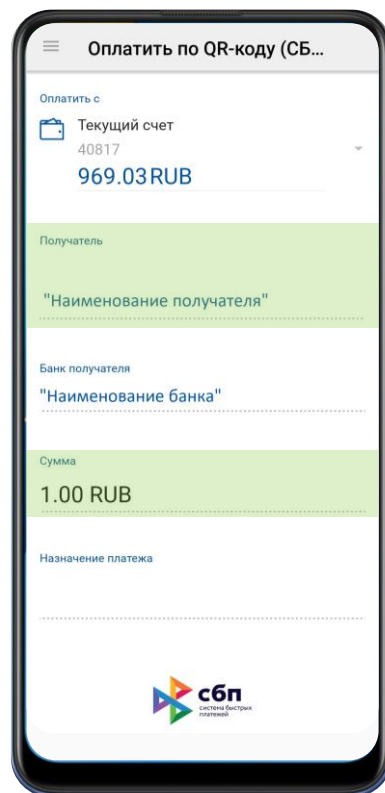 Оплатить по QR-коду (СБ...
Оплатить с
Текущий счет
40817
969.03 RUB
Получатель
"Наименование получателя"
Банк получателя
"Наименование банка"
Сумма
1.00 RUB
Назначение платежа
сбп
система быстрых
платежей